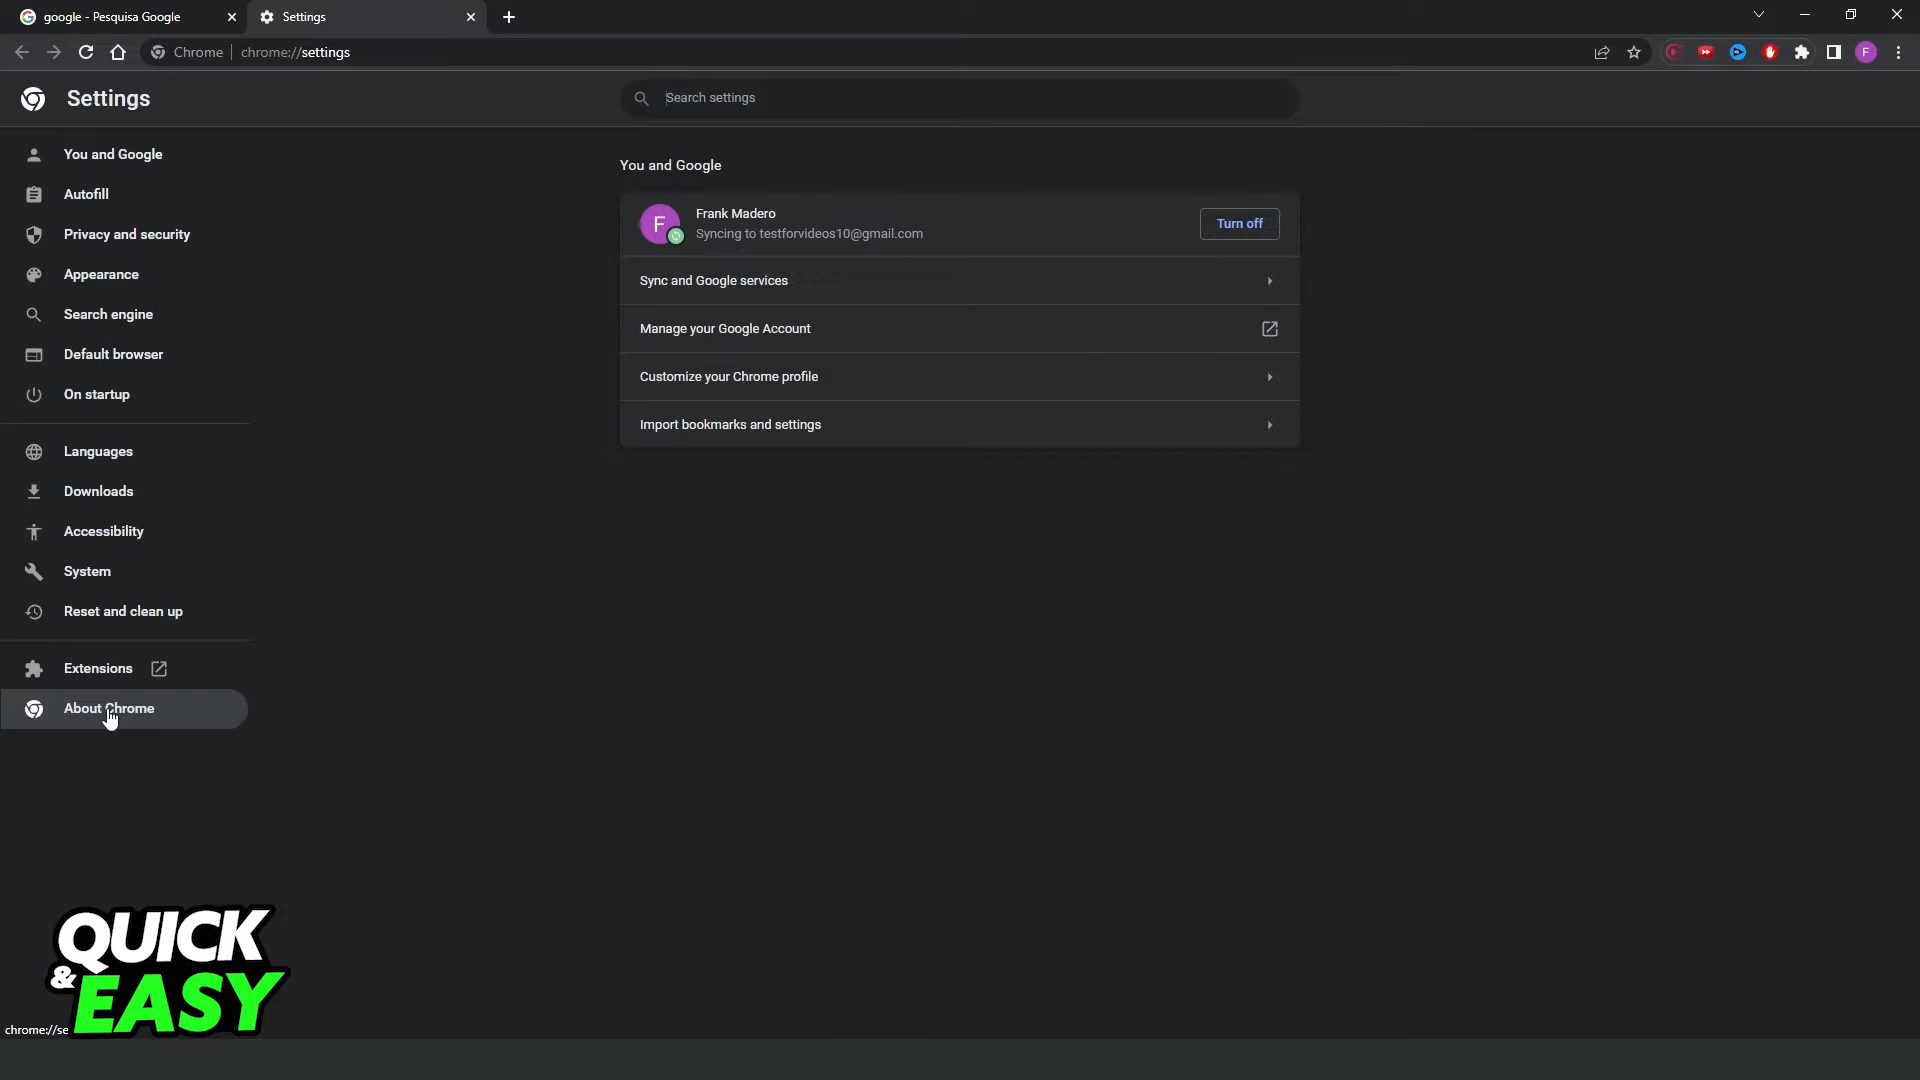 google - Pesquisa Google
Settings
Chrome
chrome://settings
F
Settings
Search settings
You and Google
Autofill
Privacy and security
Appearance
Search engine
Default browser
On startup
Languages
Downloads
Accessibility
System
Reset and clean up
Extensions
About Chrome
You and Google
F
Frank Madero
Syncing to testforvideos10@gmail.com
Turn off
Sync and Google services
Manage your Google Account
Customize your Chrome profile
Import bookmarks and settings
QUICK
& EASY
chrome://se